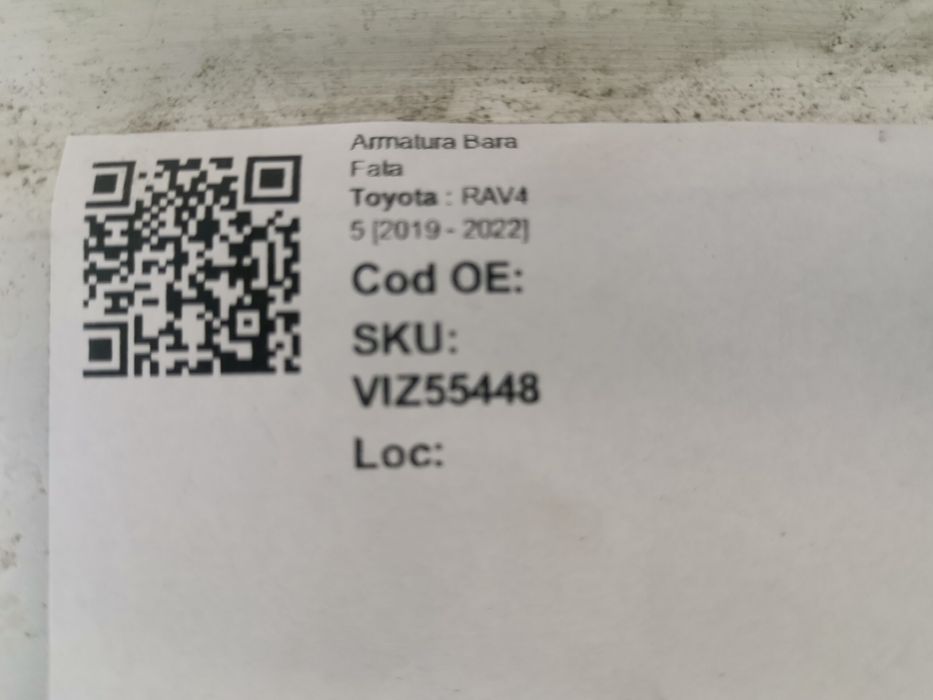 Armatura Bara
Fata
Toyota : RAV4
5 [2019 - 2022]
Cod OE:
SKU:
VIZ55448
Loc: